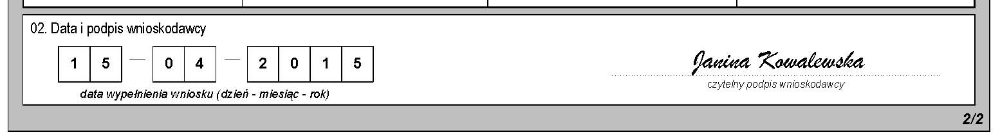 02. Data i podpis wnioskodawcy
1 5 — 0 4 — 2 0 1 5
Janina Kowalewska
data wypełnienia wniosku (dzień - miesiąc - rok)
czytelny podpis wnioskodawcy
2/2